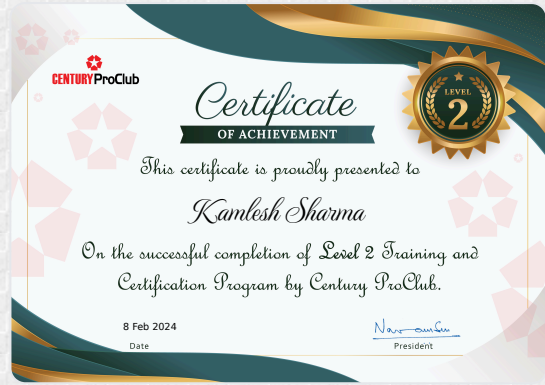 CENTURY ProClub
LEVEL
2
Certificate
OF ACHIEVEMENT
This certificate is proudly presented to
Kamlesh Sharma
On the successful completion of Level 2 Training and
Certification Program by Century ProClub.
8 Feb 2024
Date
President